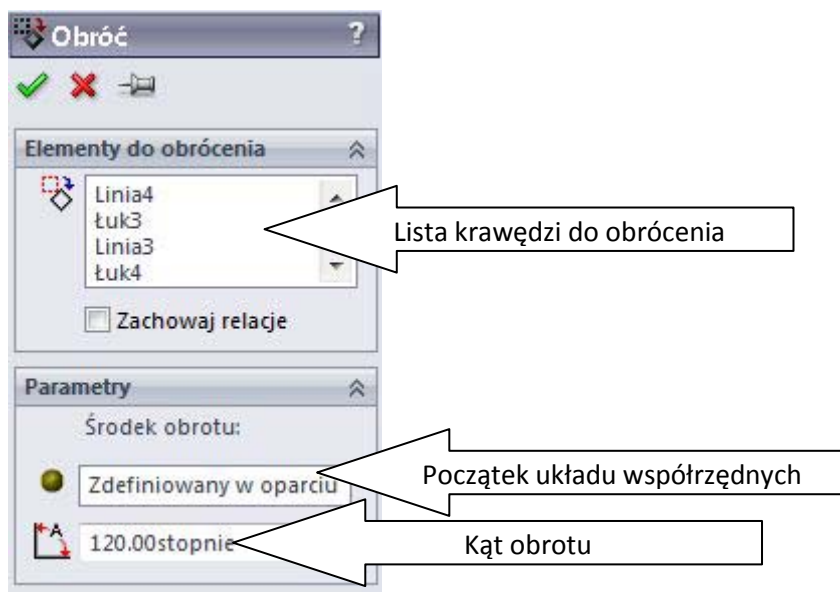 Obróć ?
Elementy do obrócenia
Linia4
Łuk3
Linia3
Łuk4
Lista krawędzi do obrócenia
Zachowaj relacje
Parametry
Środek obrotu:
Zdefiniowany w oparciu
Początek układu współrzędnych
120.00stopnie
Kąt obrotu